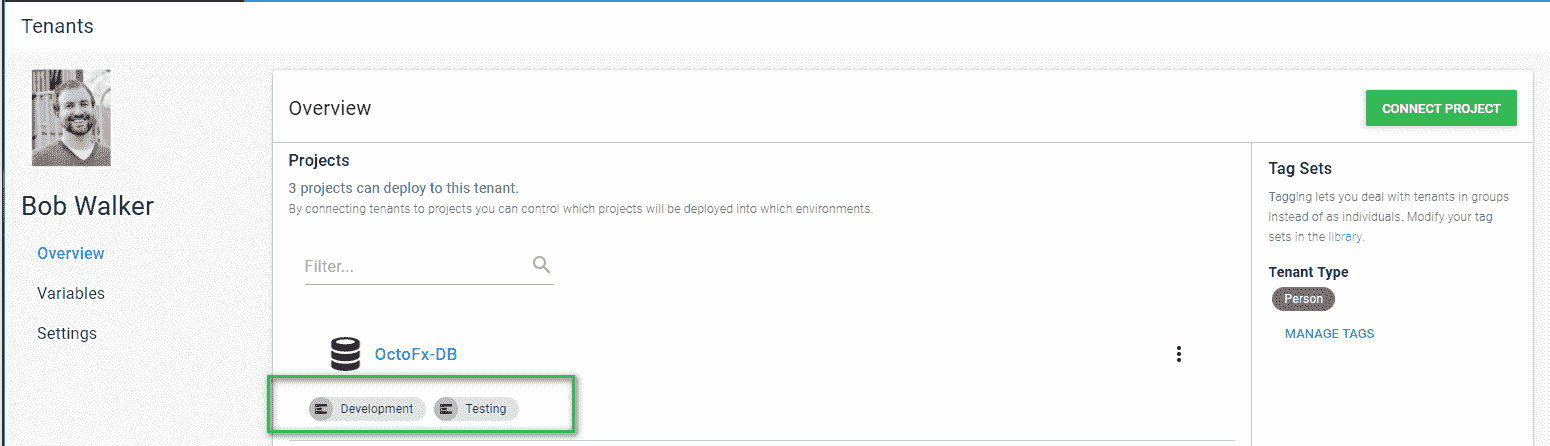 Tenants
Bob Walker
Overview
Variables
Settings
Overview
CONNECT PROJECT
Projects
3 projects can deploy to this tenant.
By connecting tenants to projects you can control which projects will be deployed into which environments.
Filter...
OctoFx-DB
Development
Testing
Tag Sets
Tagging lets you deal with tenants in groups
instead of as individuals. Modify your tag
sets in the library.
Tenant Type
Person
MANAGE TAGS